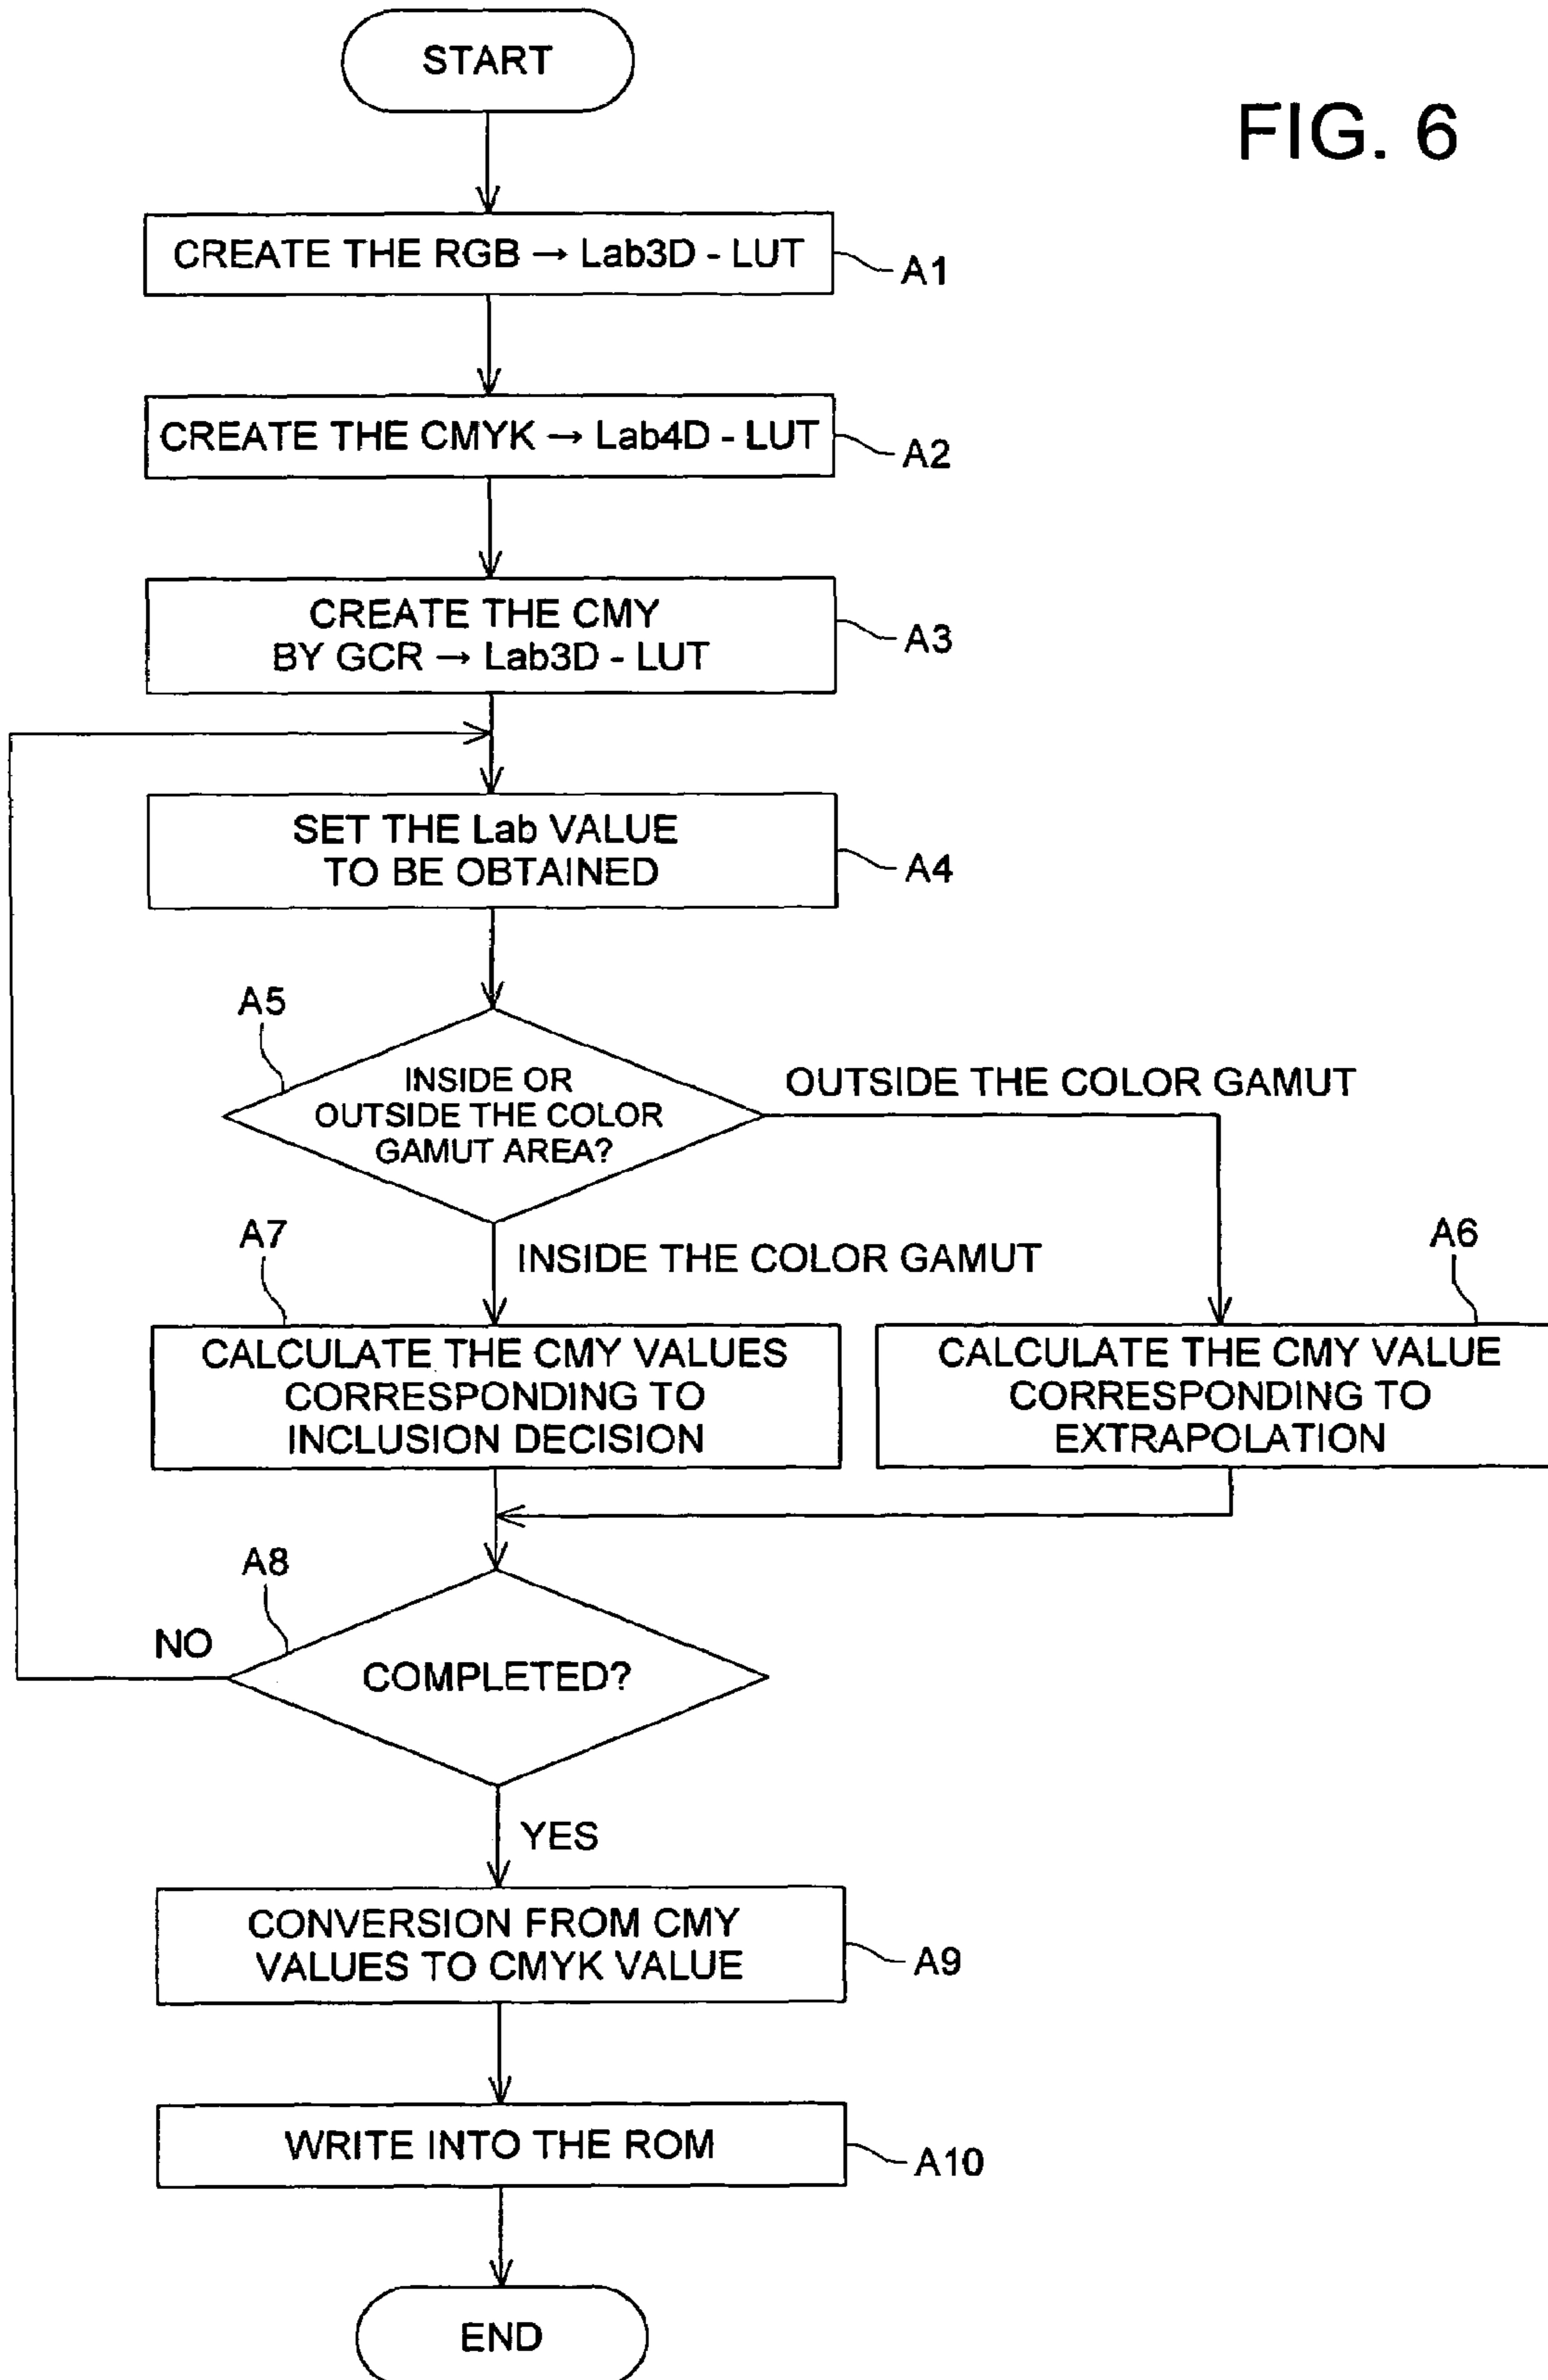 START
FIG. 6
CREATE THE RGB → Lab3D - LUT
A1
CREATE THE CMYK → Lab4D - LUT
A2
CREATE THE CMY
BY GCR → Lab3D - LUT
A3
SET THE Lab VALUE
TO BE OBTAINED
A4
A5
INSIDE OR
OUTSIDE THE COLOR
GAMUT AREA?
OUTSIDE THE COLOR GAMUT
INSIDE THE COLOR GAMUT
A7
CALCULATE THE CMY VALUES
CORRESPONDING TO
INCLUSION DECISION
A6
CALCULATE THE CMY VALUE
CORRESPONDING TO
EXTRAPOLATION
A8
NO
COMPLETED?
YES
CONVERSION FROM CMY
VALUES TO CMYK VALUE
A9
WRITE INTO THE ROM
A10
END